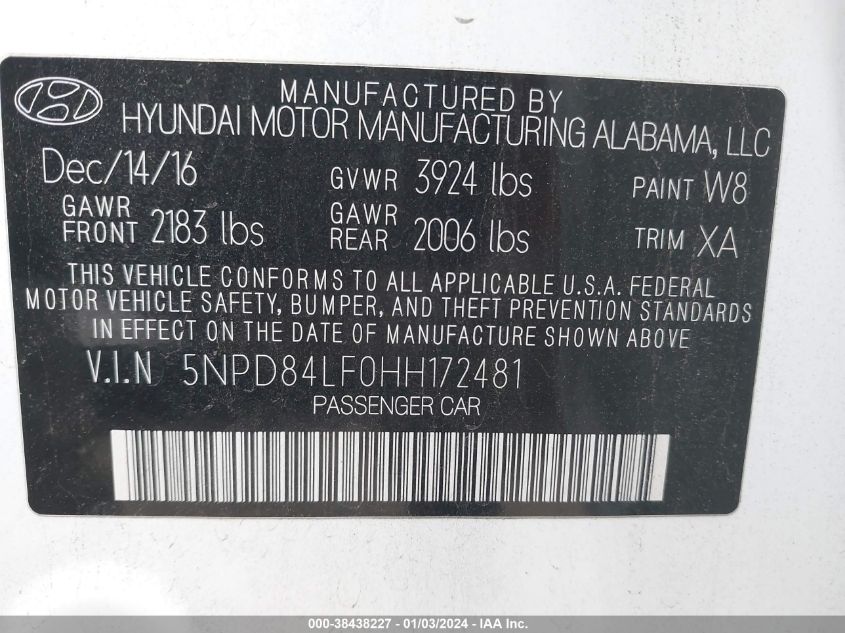 MANUFACTURED BY
HYUNDAI MOTOR MANUFACTURING ALABAMA, LLC
Dec/14/16 GVWR 3924 lbs PAINT W8
GAWR FRONT 2183 lbs GAWR REAR 2006 lbs TRIM XA
THIS VEHICLE CONFORMS TO ALL APPLICABLE U.S.A. FEDERAL
MOTOR VEHICLE SAFETY, BUMPER, AND THEFT PREVENTION STANDARDS
IN EFFECT ON THE DATE OF MANUFACTURE SHOWN ABOVE
V.I.N 5NPD84LF0HH172481
PASSENGER CAR
000-38438227 - 01/03/2024 - IAA Inc.